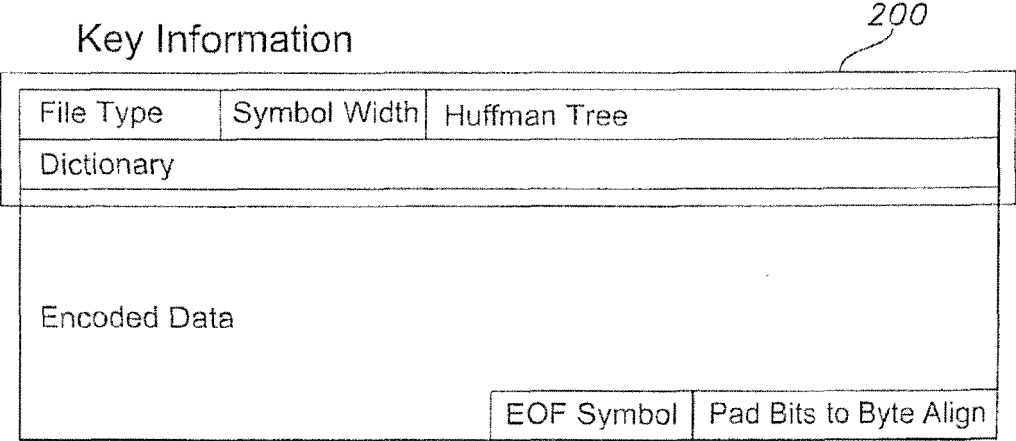 200
Key Information
File Type Symbol Width Huffman Tree
Dictionary
Encoded Data
EOF Symbol Pad Bits to Byte Align